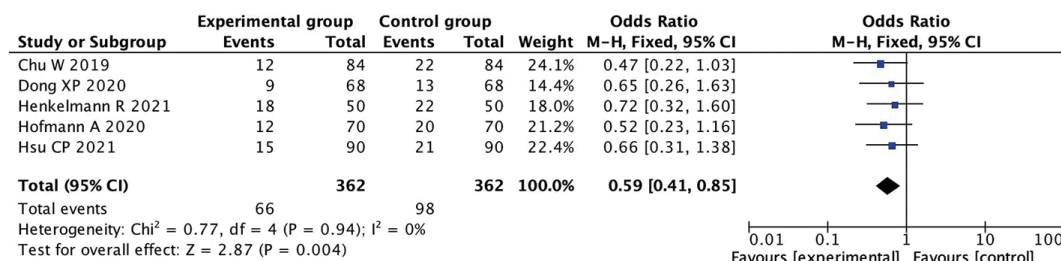 Experimental group Control group Odds Ratio Odds Ratio
Study or Subgroup Events Total Events Total Weight M-H, Fixed, 95% CI M-H, Fixed, 95% CI
Chu W 2019 12 84 22 84 24.1% 0.47 [0.22, 1.03]
Dong XP 2020 9 68 13 68 14.4% 0.65 [0.26, 1.63]
Henkelmann R 2021 18 50 22 50 18.0% 0.72 [0.32, 1.60]
Hofmann A 2020 12 70 20 70 21.2% 0.52 [0.23, 1.16]
Hsu CP 2021 15 90 21 90 22.4% 0.66 [0.31, 1.38]
Total (95% CI) 362 362 100.0% 0.59 [0.41, 0.85]
Total events 66 98
Heterogeneity: Chi² = 0.77, df = 4 (P = 0.94); I² = 0%
Test for overall effect: Z = 2.87 (P = 0.004)
0.01 0.1 1 10 100
Favours [experimental] Favours [control]